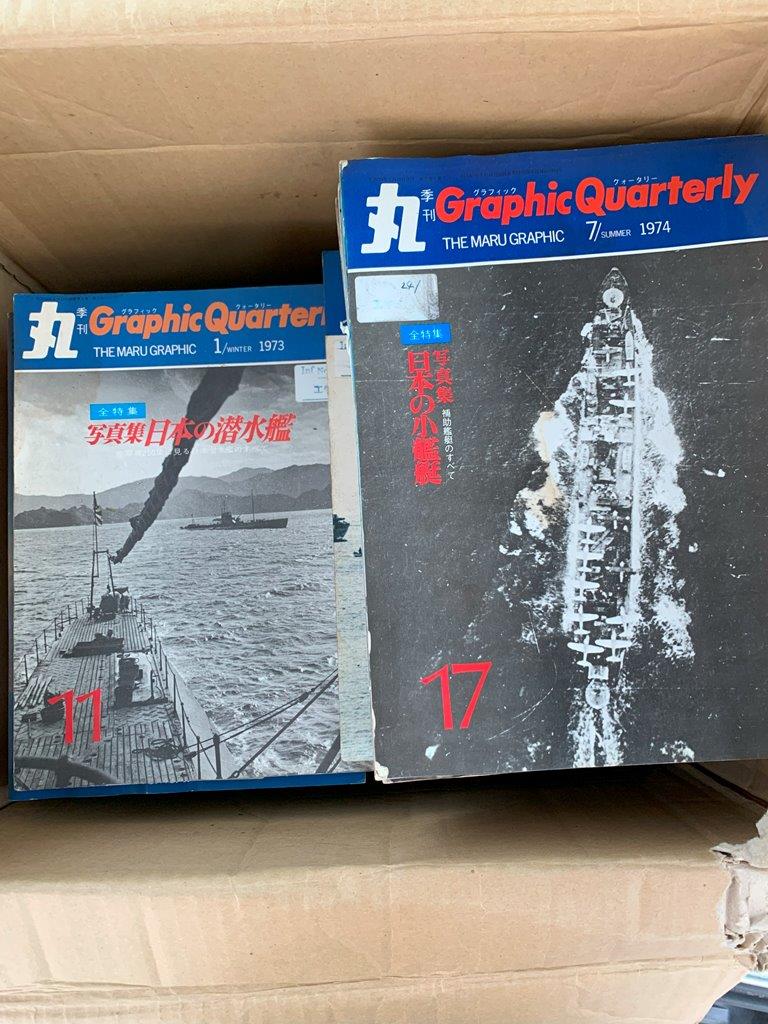 丸
季刊
グラフィック
クォータリー
Graphic Quarterly
THE MARU GRAPHIC 7/SUMMER 1974
全特集
写真集
日本の小艦艇
補助艦艇のすべて
17
丸
季刊
グラフィック
クォータリー
Graphic Quarterl
THE MARU GRAPHIC 1/WINTER 1973
全特集
写真集日本の潜水艦
11